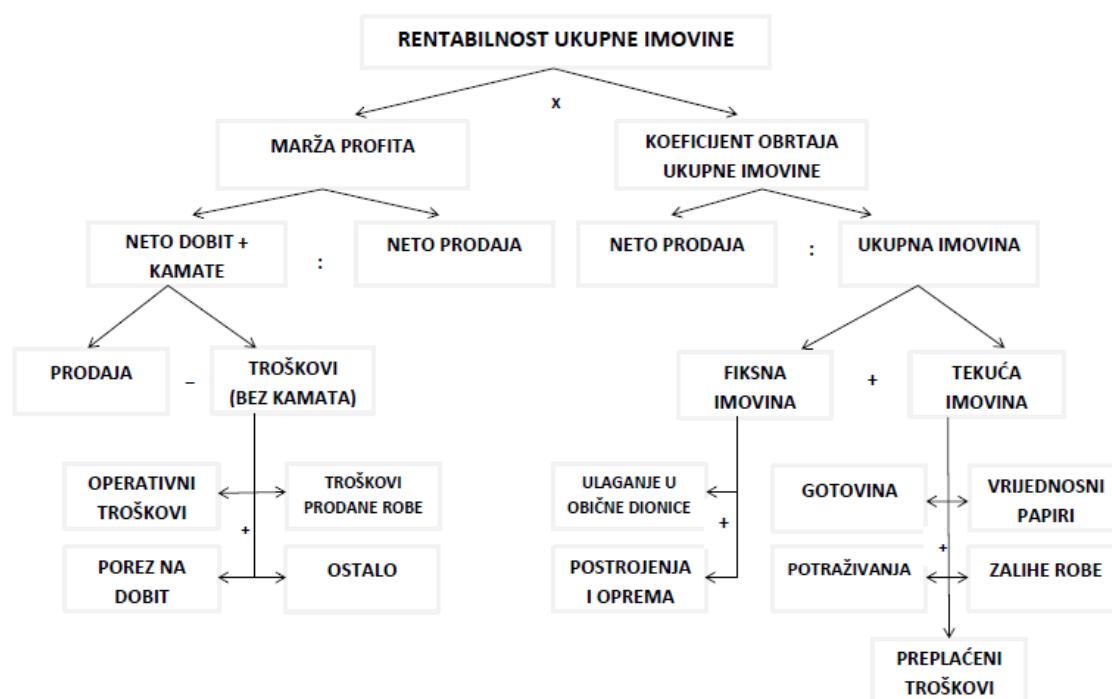 RENTABILNOST UKUPNE IMOVINE
x
MARŽA PROFITA
KOEFICIJENT OBRTAJA
UKUPNE IMOVINE
NETO DOBIT +
KAMATE
:
NETO PRODAJA
NETO PRODAJA
:
UKUPNA IMOVINA
PRODAJA
–
TROŠKOVI
(BEZ KAMATA)
FIKSNA
IMOVINA
+
TEKUĆA
IMOVINA
OPERATIVNI
TROŠKOVI
TROŠKOVI
PRODANE ROBE
+
POREZ NA
DOBIT
OSTALO
ULAGANJE U
OBIČNE DIONICE
+
POSTROJENJA
I OPREMA
GOTOVINA
VRIJEDNOSNI
PAPIRI
+
POTRAŽIVANJA
ZALIHE ROBE
PREPLAĆENI
TROŠKOVI